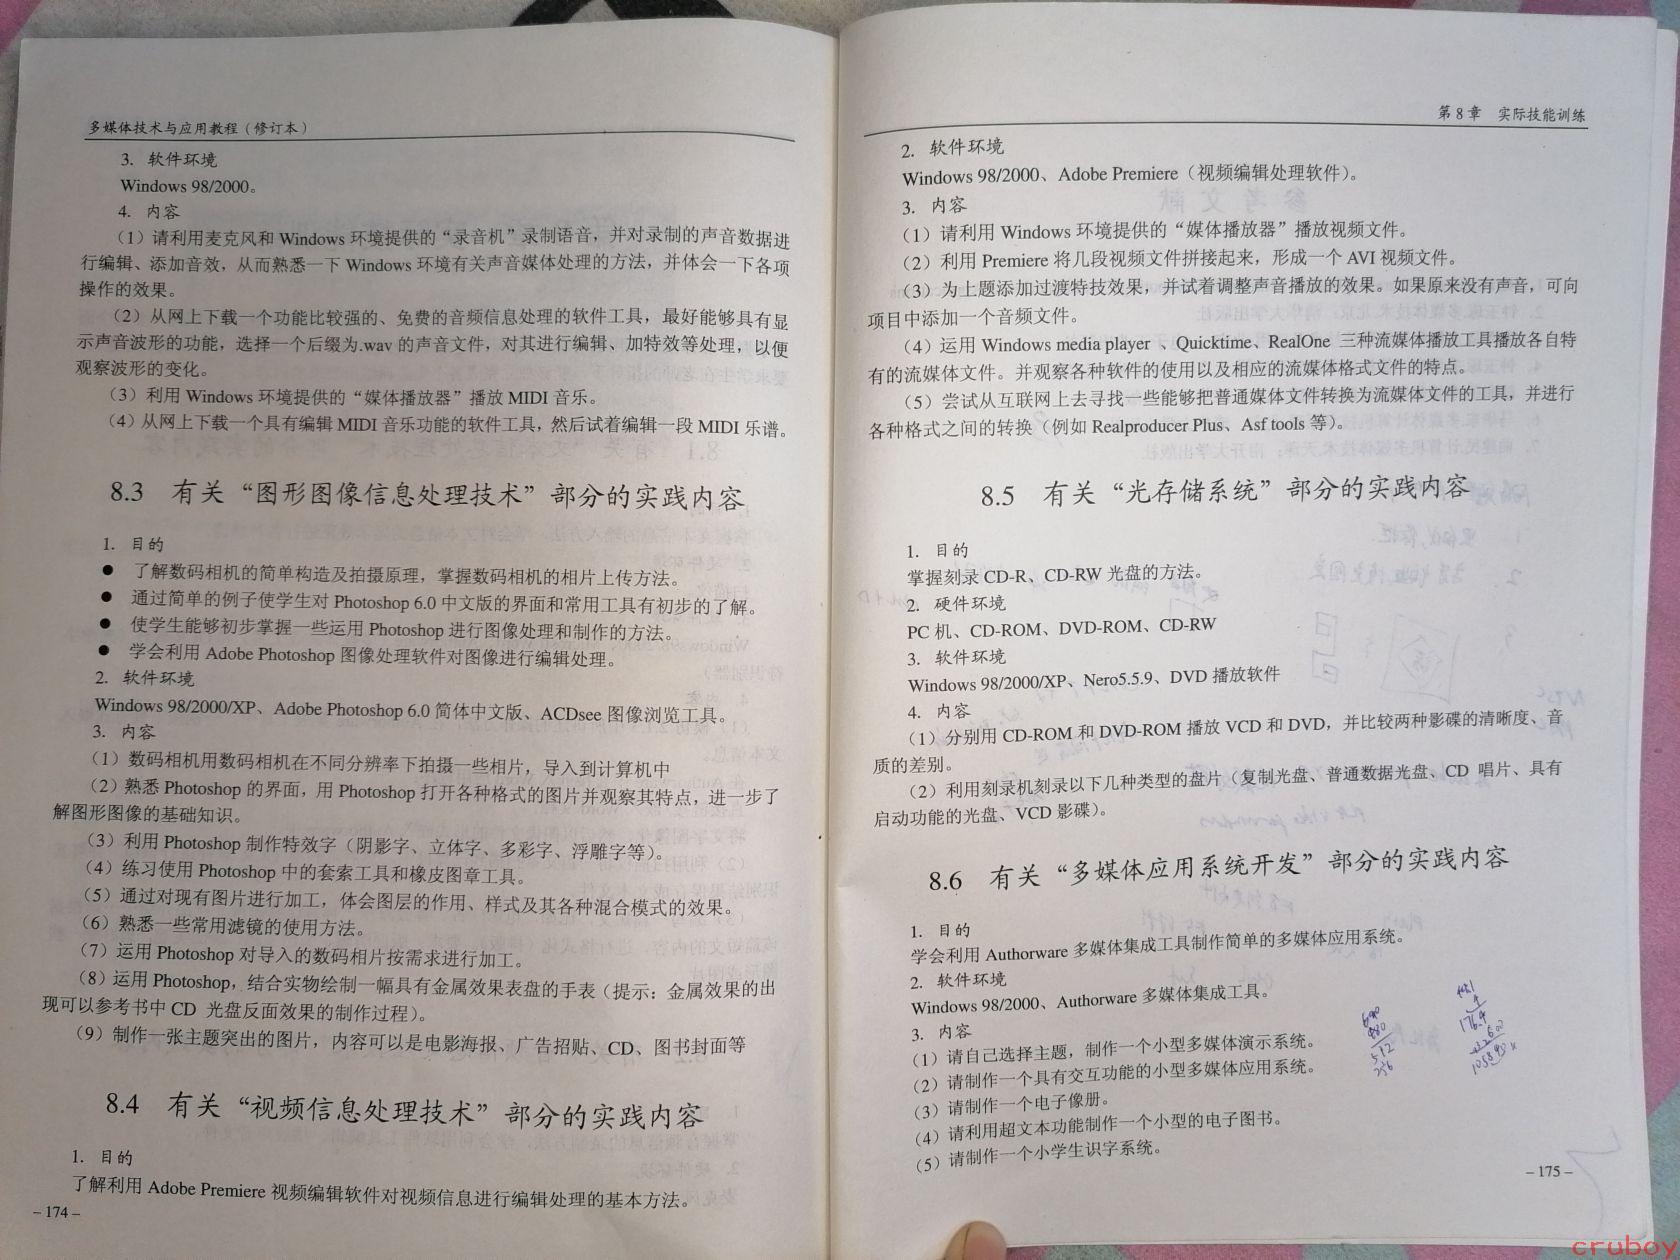 多媒体技术与应用教程（修订本）
3. 软件环境
Windows 98/2000。
4. 内容
（1）请利用麦克风和 Windows 环境提供的“录音机”录制语音，并对录制的声音数据进
行编辑、添加音效，从而熟悉一下 Windows 环境有关声音媒体处理的方法，并体会一下各项
操作的效果。
（2）从网上下载一个功能比较强的、免费的音频信息处理的软件工具，最好能够具有显
示声音波形的功能，选择一个后缀为.wav 的声音文件，对其进行编辑、加特效等处理，以便
观察波形的变化。
（3）利用 Windows 环境提供的“媒体播放器”播放 MIDI 音乐。
（4）从网上下载一个具有编辑 MIDI 音乐功能的软件工具，然后试着编辑一段 MIDI 乐谱。
8.3 有关“图形图像信息处理技术”部分的实践内容
1. 目的
● 了解数码相机的简单构造及拍摄原理，掌握数码相机的相片上传方法。
● 通过简单的例子使学生对 Photoshop 6.0 中文版的界面和常用工具有初步的了解。
● 使学生能够初步掌握一些运用 Photoshop 进行图像处理和制作的方法。
● 学会利用 Adobe Photoshop 图像处理软件对图像进行编辑处理。
2. 软件环境
Windows 98/2000/XP、Adobe Photoshop 6.0 简体中文版、ACDsee 图像浏览工具。
3. 内容
（1）数码相机用数码相机在不同分辨率下拍摄一些相片，导入到计算机中
（2）熟悉 Photoshop 的界面，用 Photoshop 打开各种格式的图片并观察其特点，进一步了
解图形图像的基础知识。
（3）利用 Photoshop 制作特效字（阴影字、立体字、多彩字、浮雕字等）。
（4）练习使用 Photoshop 中的套索工具和橡皮图章工具。
（5）通过对现有图片进行加工，体会图层的作用、样式及其各种混合模式的效果。
（6）熟悉一些常用滤镜的使用方法。
（7）运用 Photoshop 对导入的数码相片按需求进行加工。
（8）运用 Photoshop，结合实物绘制一幅具有金属效果表盘的手表（提示：金属效果的出
现可以参考书中 CD 光盘反面效果的制作过程）。
（9）制作一张主题突出的图片，内容可以是电影海报、广告招贴、CD、图书封面等
8.4 有关“视频信息处理技术”部分的实践内容
1. 目的
了解利用 Adobe Premiere 视频编辑软件对视频信息进行编辑处理的基本方法。
– 174 –
第 8 章 实际技能训练
2. 软件环境
Windows 98/2000、Adobe Premiere（视频编辑处理软件）。
3. 内容
（1）请利用 Windows 环境提供的“媒体播放器”播放视频文件。
（2）利用 Premiere 将几段视频文件拼接起来，形成一个 AVI 视频文件。
（3）为上题添加过渡特技效果，并试着调整声音播放的效果。如果原来没有声音，可向
项目中添加一个音频文件。
（4）运用 Windows media player 、Quicktime、RealOne 三种流媒体播放工具播放各自特
有的流媒体文件。并观察各种软件的使用以及相应的流媒体格式文件的特点。
（5）尝试从互联网上去寻找一些能够把普通媒体文件转换为流媒体文件的工具，并进行
各种格式之间的转换（例如 Realproducer Plus、Asf tools 等）。
8.5 有关“光存储系统”部分的实践内容
1. 目的
掌握刻录 CD-R、CD-RW 光盘的方法。
2. 硬件环境
PC 机、CD-ROM、DVD-ROM、CD-RW
3. 软件环境
Windows 98/2000/XP、Nero5.5.9、DVD 播放软件
4. 内容
（1）分别用 CD-ROM 和 DVD-ROM 播放 VCD 和 DVD，并比较两种影碟的清晰度、音
质的差别。
（2）利用刻录机刻录以下几种类型的盘片（复制光盘、普通数据光盘、CD 唱片、具有
启动功能的光盘、VCD 影碟）。
8.6 有关“多媒体应用系统开发”部分的实践内容
1. 目的
学会利用 Authorware 多媒体集成工具制作简单的多媒体应用系统。
2. 软件环境
Windows 98/2000、Authorware 多媒体集成工具。
3. 内容
（1）请自己选择主题，制作一个小型多媒体演示系统。
（2）请制作一个具有交互功能的小型多媒体应用系统。
（3）请制作一个电子像册。
（4）请利用超文本功能制作一个小型的电子图书。
（5）请制作一个小学生识字系统。
– 175 –
cruboy